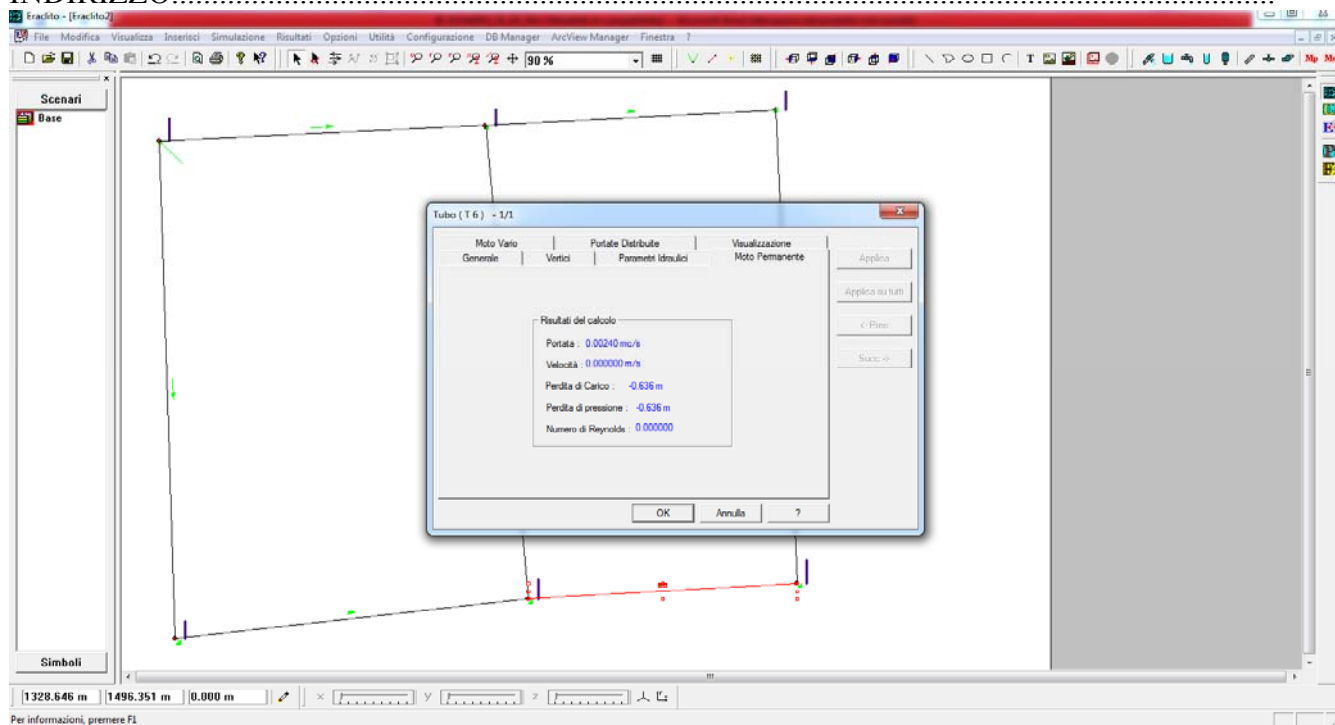 INDIRIZZO
Eraclito - [Eraclito2]
File Modifica Visualizza Inserisci Simulazione Risultati Opzioni Utilità Configurazione DB Manager ArcView Manager Finestra ?
90 %
T
Mp
Scenari
Base
Tubo ( T 6 ) - 1/1
Moto Vario Portate Distribuite Visualizzazione
Generale Vertici Parametri Idraulici Moto Permanente
Applica
Applica su tutti
Risultati del calcolo
Portata : 0.00240 mc/s
Velocità : 0.000000 m/s
Perdita di Carico : -0.636 m
Perdita di pressione : -0.636 m
Numero di Reynolds : 0.000000
<- Prec
Succ ->
OK Annulla ?
Simboli
1328.646 m 1496.351 m 0.000 m × Y z
Per informazioni, premere F1